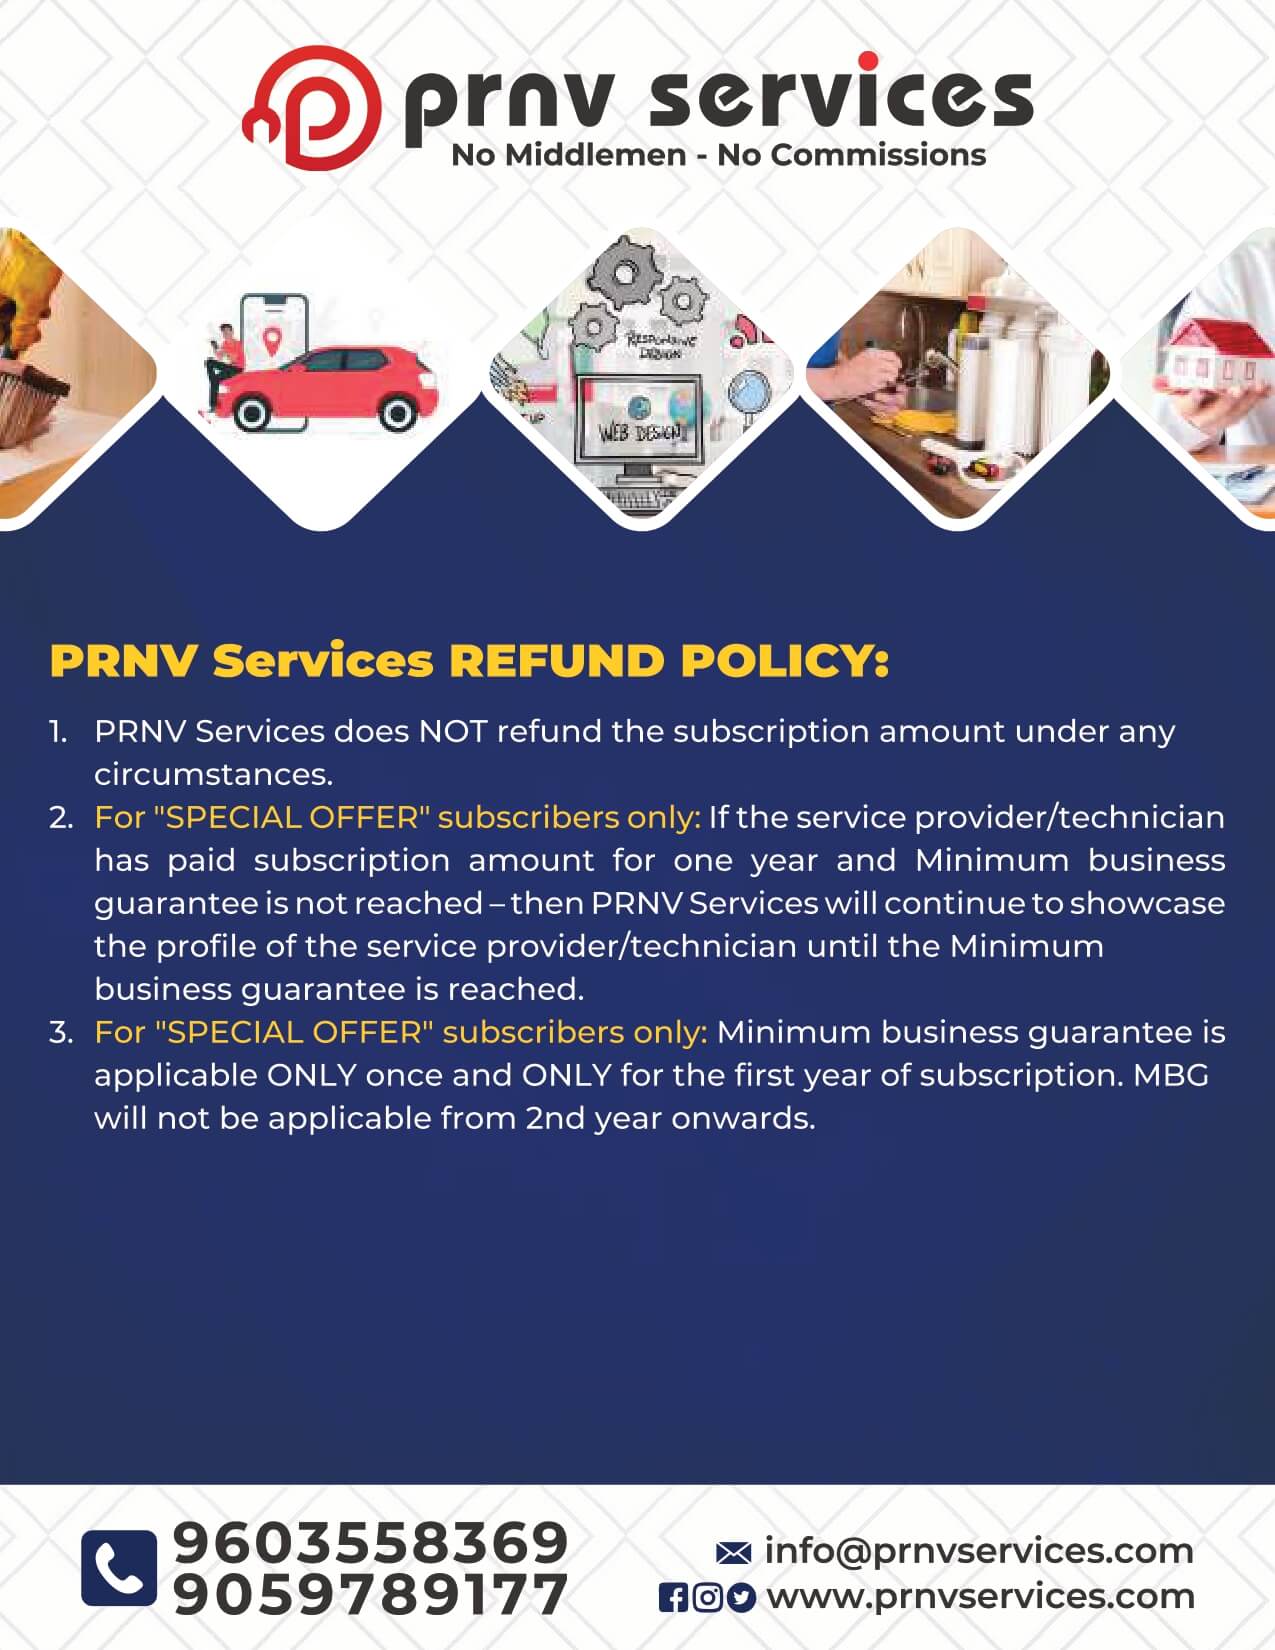 prnv services
No Middlemen - No Commissions
RESPONSIVE
DESIGN
UP
WEB DESIGN
PRNV Services REFUND POLICY:
1. PRNV Services does NOT refund the subscription amount under any
circumstances.
2. For "SPECIAL OFFER" subscribers only: If the service provider/technician
has paid subscription amount for one year and Minimum business
guarantee is not reached – then PRNV Services will continue to showcase
the profile of the service provider/technician until the Minimum
business guarantee is reached.
3. For "SPECIAL OFFER" subscribers only: Minimum business guarantee is
applicable ONLY once and ONLY for the first year of subscription. MBG
will not be applicable from 2nd year onwards.
9603558369
9059789177
info@prnvservices.com
www.prnvservices.com